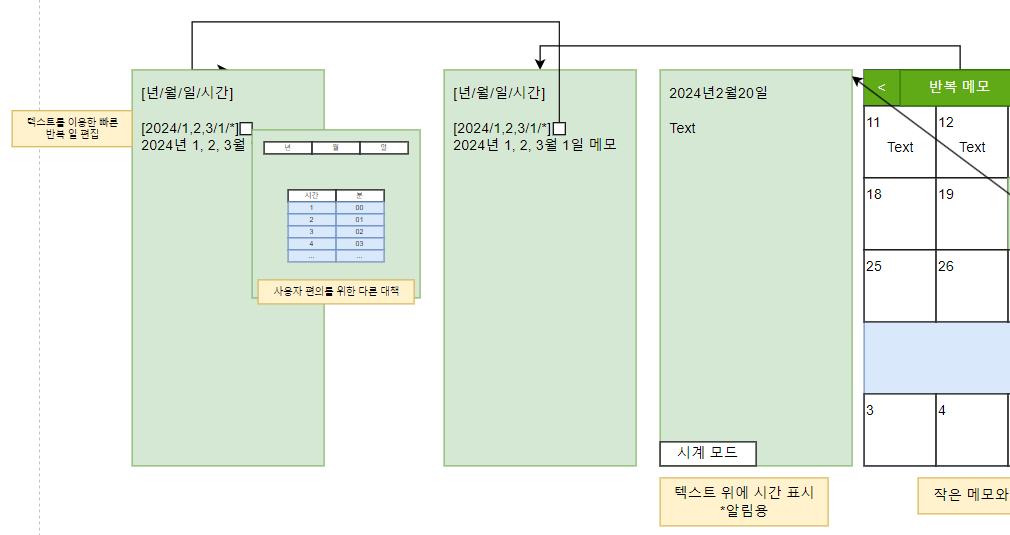 텍스트를 이용한 빠른
반복 일 편집
[년/월/일/시간]
[2024/1,2,3/1/*]
2024년 1, 2, 3월
년 월 일
시간 분
1 00
2 01
3 02
4 03
... ...
사용자 편의를 위한 다른 대책
[년/월/일/시간]
[2024/1,2,3/1/*]
2024년 1, 2, 3월 1일 메모
2024년2월20일
Text
시계 모드
텍스트 위에 시간 표시
*알림용
< 반복 메모
11 12
Text Text
18 19
25 26
3 4
작은 메모와